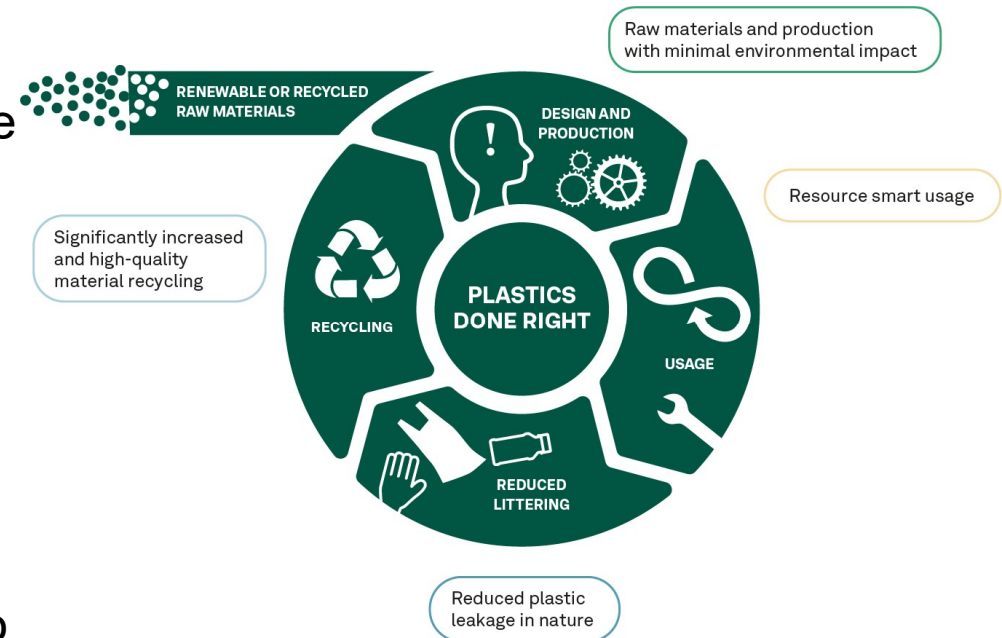 Raw materials and production
with minimal environmental impact
RENEWABLE OR RECYCLED
RAW MATERIALS
e
DESIGN AND
PRODUCTION
!
Resource smart usage
Significantly increased
and high-quality
material recycling
PLASTICS
DONE RIGHT
RECYCLING
USAGE
REDUCED
LITTERING
Reduced plastic
leakage in nature